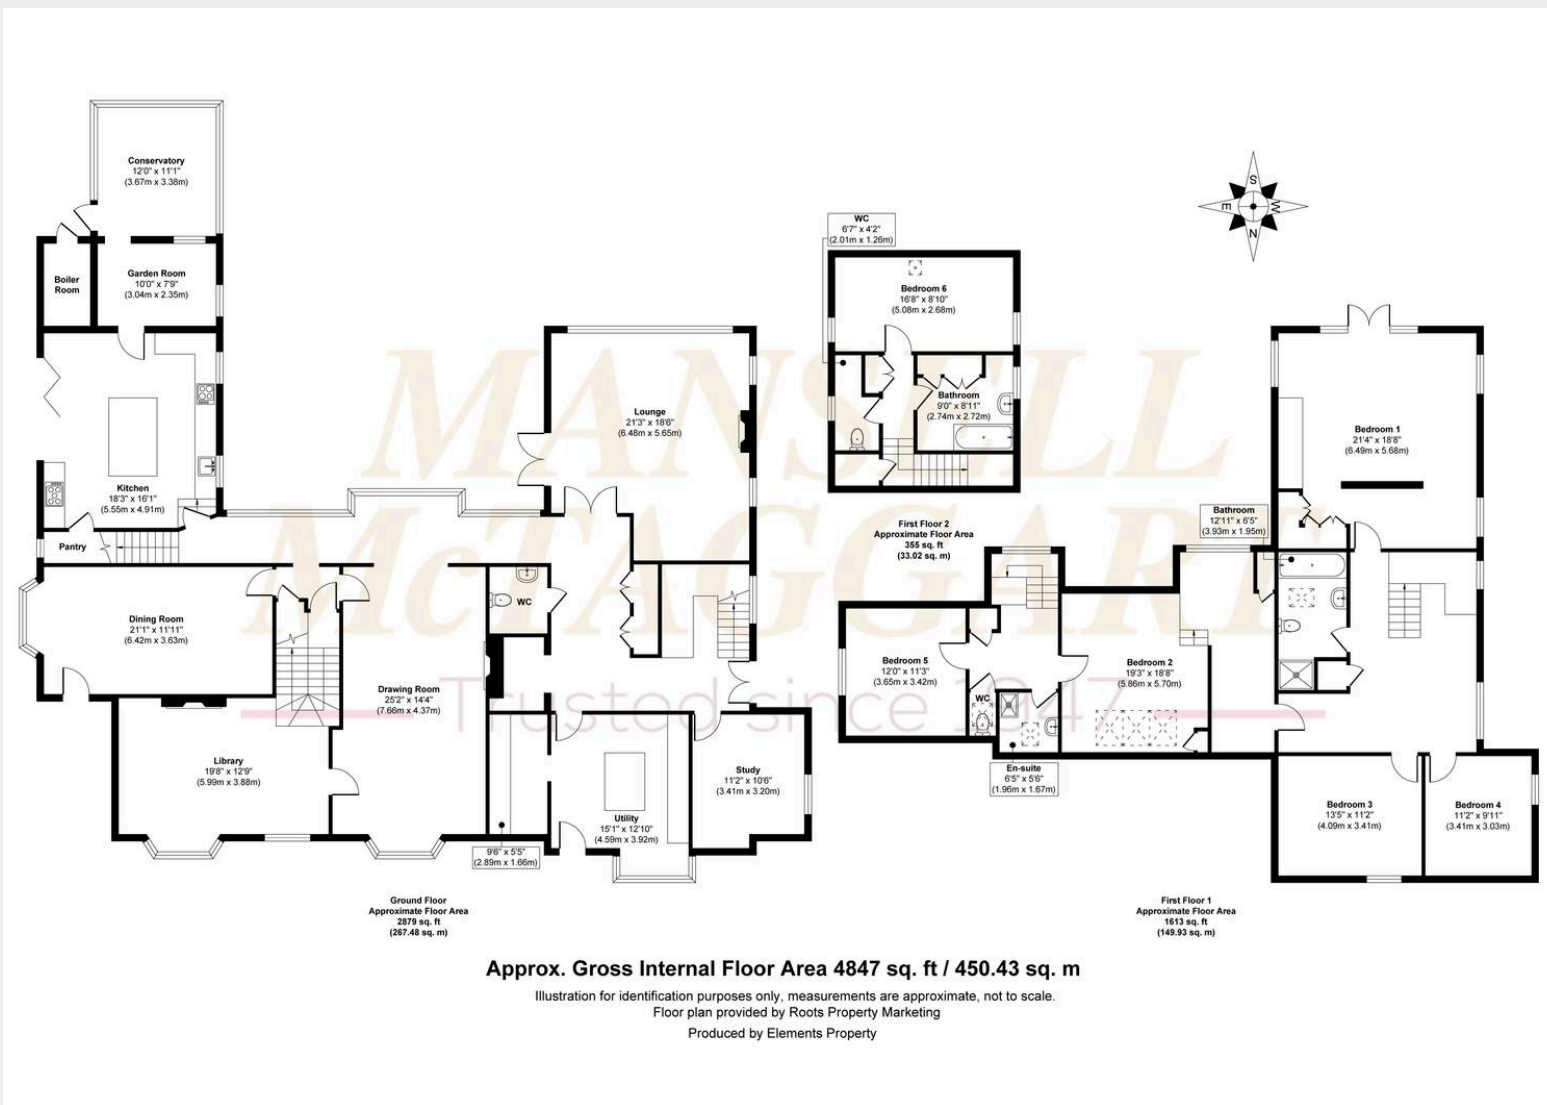 Conservatory
12'0" x 11'1"
(3.67m x 3.38m)
Boiler
Room
Garden Room
10'0" x 7'9"
(3.04m x 2.35m)
Kitchen
18'3" x 16'1"
(5.55m x 4.91m)
Pantry
Dining Room
21'1" x 11'11"
(6.42m x 3.63m)
Library
19'8" x 12'9"
(5.99m x 3.88m)
Drawing Room
25'2" x 14'4"
(7.66m x 4.37m)
WC
Lounge
21'3" x 18'6"
(6.48m x 5.65m)
9'6" x 5'5"
(2.89m x 1.66m)
Utility
15'1" x 12'10"
(4.59m x 3.92m)
Study
11'2" x 10'6"
(3.41m x 3.20m)
Ground Floor
Approximate Floor Area
2879 sq. ft
(267.48 sq. m)
WC
6'7" x 4'2"
(2.01m x 1.26m)
Bedroom 6
16'8" x 8'10"
(5.08m x 2.68m)
Bathroom
9'0" x 8'11"
(2.74m x 2.72m)
First Floor 2
Approximate Floor Area
355 sq. ft
(33.02 sq. m)
S
E
W
N
Bedroom 1
21'4" x 18'8"
(6.49m x 5.68m)
Bathroom
12'11" x 6'5"
(3.93m x 1.95m)
Bedroom 5
12'0" x 11'3"
(3.65m x 3.42m)
WC
Bedroom 2
19'3" x 18'8"
(5.86m x 5.70m)
En-suite
6'5" x 5'6"
(1.96m x 1.67m)
Bedroom 3
13'5" x 11'2"
(4.09m x 3.41m)
Bedroom 4
11'2" x 9'11"
(3.41m x 3.03m)
First Floor 1
Approximate Floor Area
1613 sq. ft
(149.93 sq. m)
MANSELL
McTAGGART
Trusted since 1947
Approx. Gross Internal Floor Area 4847 sq. ft / 450.43 sq. m
Illustration for identification purposes only, measurements are approximate, not to scale.
Floor plan provided by Roots Property Marketing
Produced by Elements Property